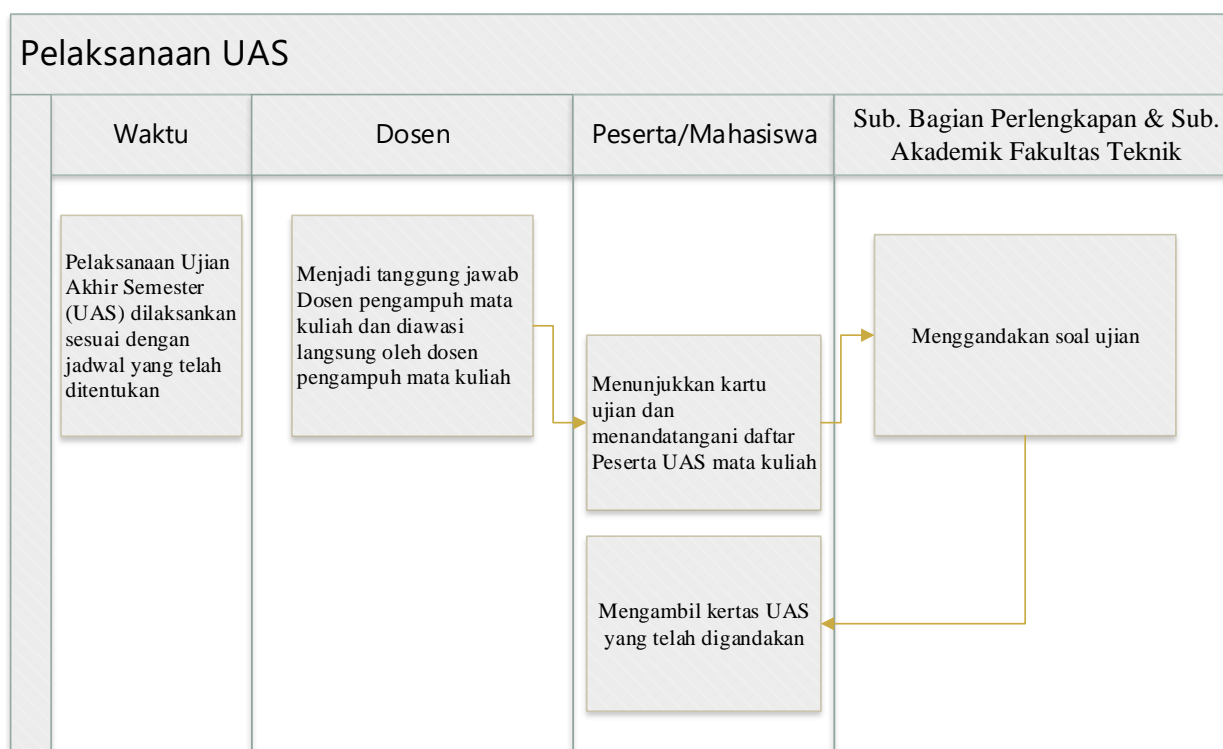 Pelaksanaan UAS
Waktu
Dosen
Peserta/Mahasiswa
Sub. Bagian Perlengkapan & Sub.
Akademik Fakultas Teknik
Pelaksanaan Ujian
Akhir Semester
(UAS) dilaksankan
sesuai dengan
jadwal yang telah
ditentukan
Menjadi tanggung jawab
Dosen pengampuh mata
kuliah dan diawasi
langsung oleh dosen
pengampuh mata kuliah
Menunjukkan kartu
ujian dan
menandatangani daftar
Peserta UAS mata kuliah
Menggandakan soal ujian
Mengambil kertas UAS
yang telah digandakan